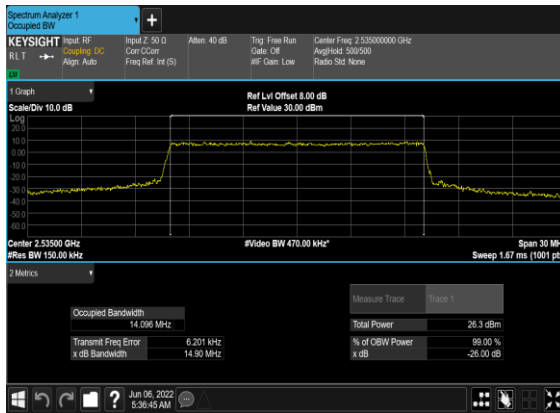 Spectrum Analyzer 1
Occupied BW
KEYSIGHT
RLT
Input: RF
Coupling: DC
Align: Auto
Input Z: 50 Ω
Corr CCorr
Freq Ref: Int (S)
Atten: 40 dB
Trig: Free Run
Gate: Off
#IF Gain: Low
Center Freq: 2.535000000 GHz
Avg|Hold: 500/500
Radio Std: None
1 Graph
Scale/Div 10.0 dB
Ref Lvl Offset 8.00 dB
Ref Value 30.00 dBm
Log
20.0
10.0
0.00
-10.0
-20.0
-30.0
-40.0
-50.0
-60.0
Center 2.53500 GHz
#Res BW 150.00 kHz
#Video BW 470.00 kHz*
Span 30 MH
Sweep 1.67 ms (1001 pt
2 Metrics
Measure Trace
Trace 1
Occupied Bandwidth
14.096 MHz
Total Power
26.3 dBm
Transmit Freq Error
6.201 kHz
% of OBW Power
99.00 %
x dB Bandwidth
14.90 MHz
x dB
-26.00 dB
?
Jun 06, 2022
5:36:45 AM